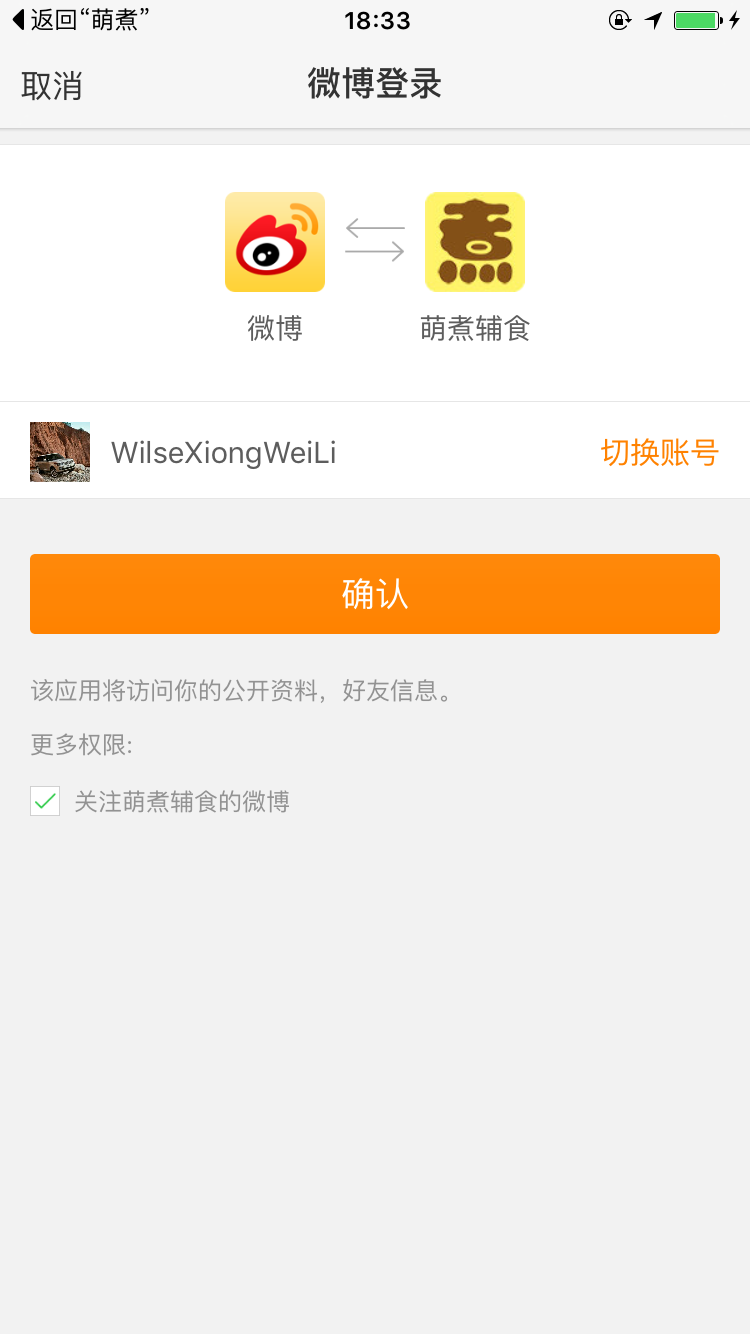 返回“萌煮”
18:33
取消
微博登录
煮
微博
萌煮辅食
WilseXiongWeiLi
切换账号
确认
该应用将访问你的公开资料，好友信息。
更多权限:
关注萌煮辅食的微博